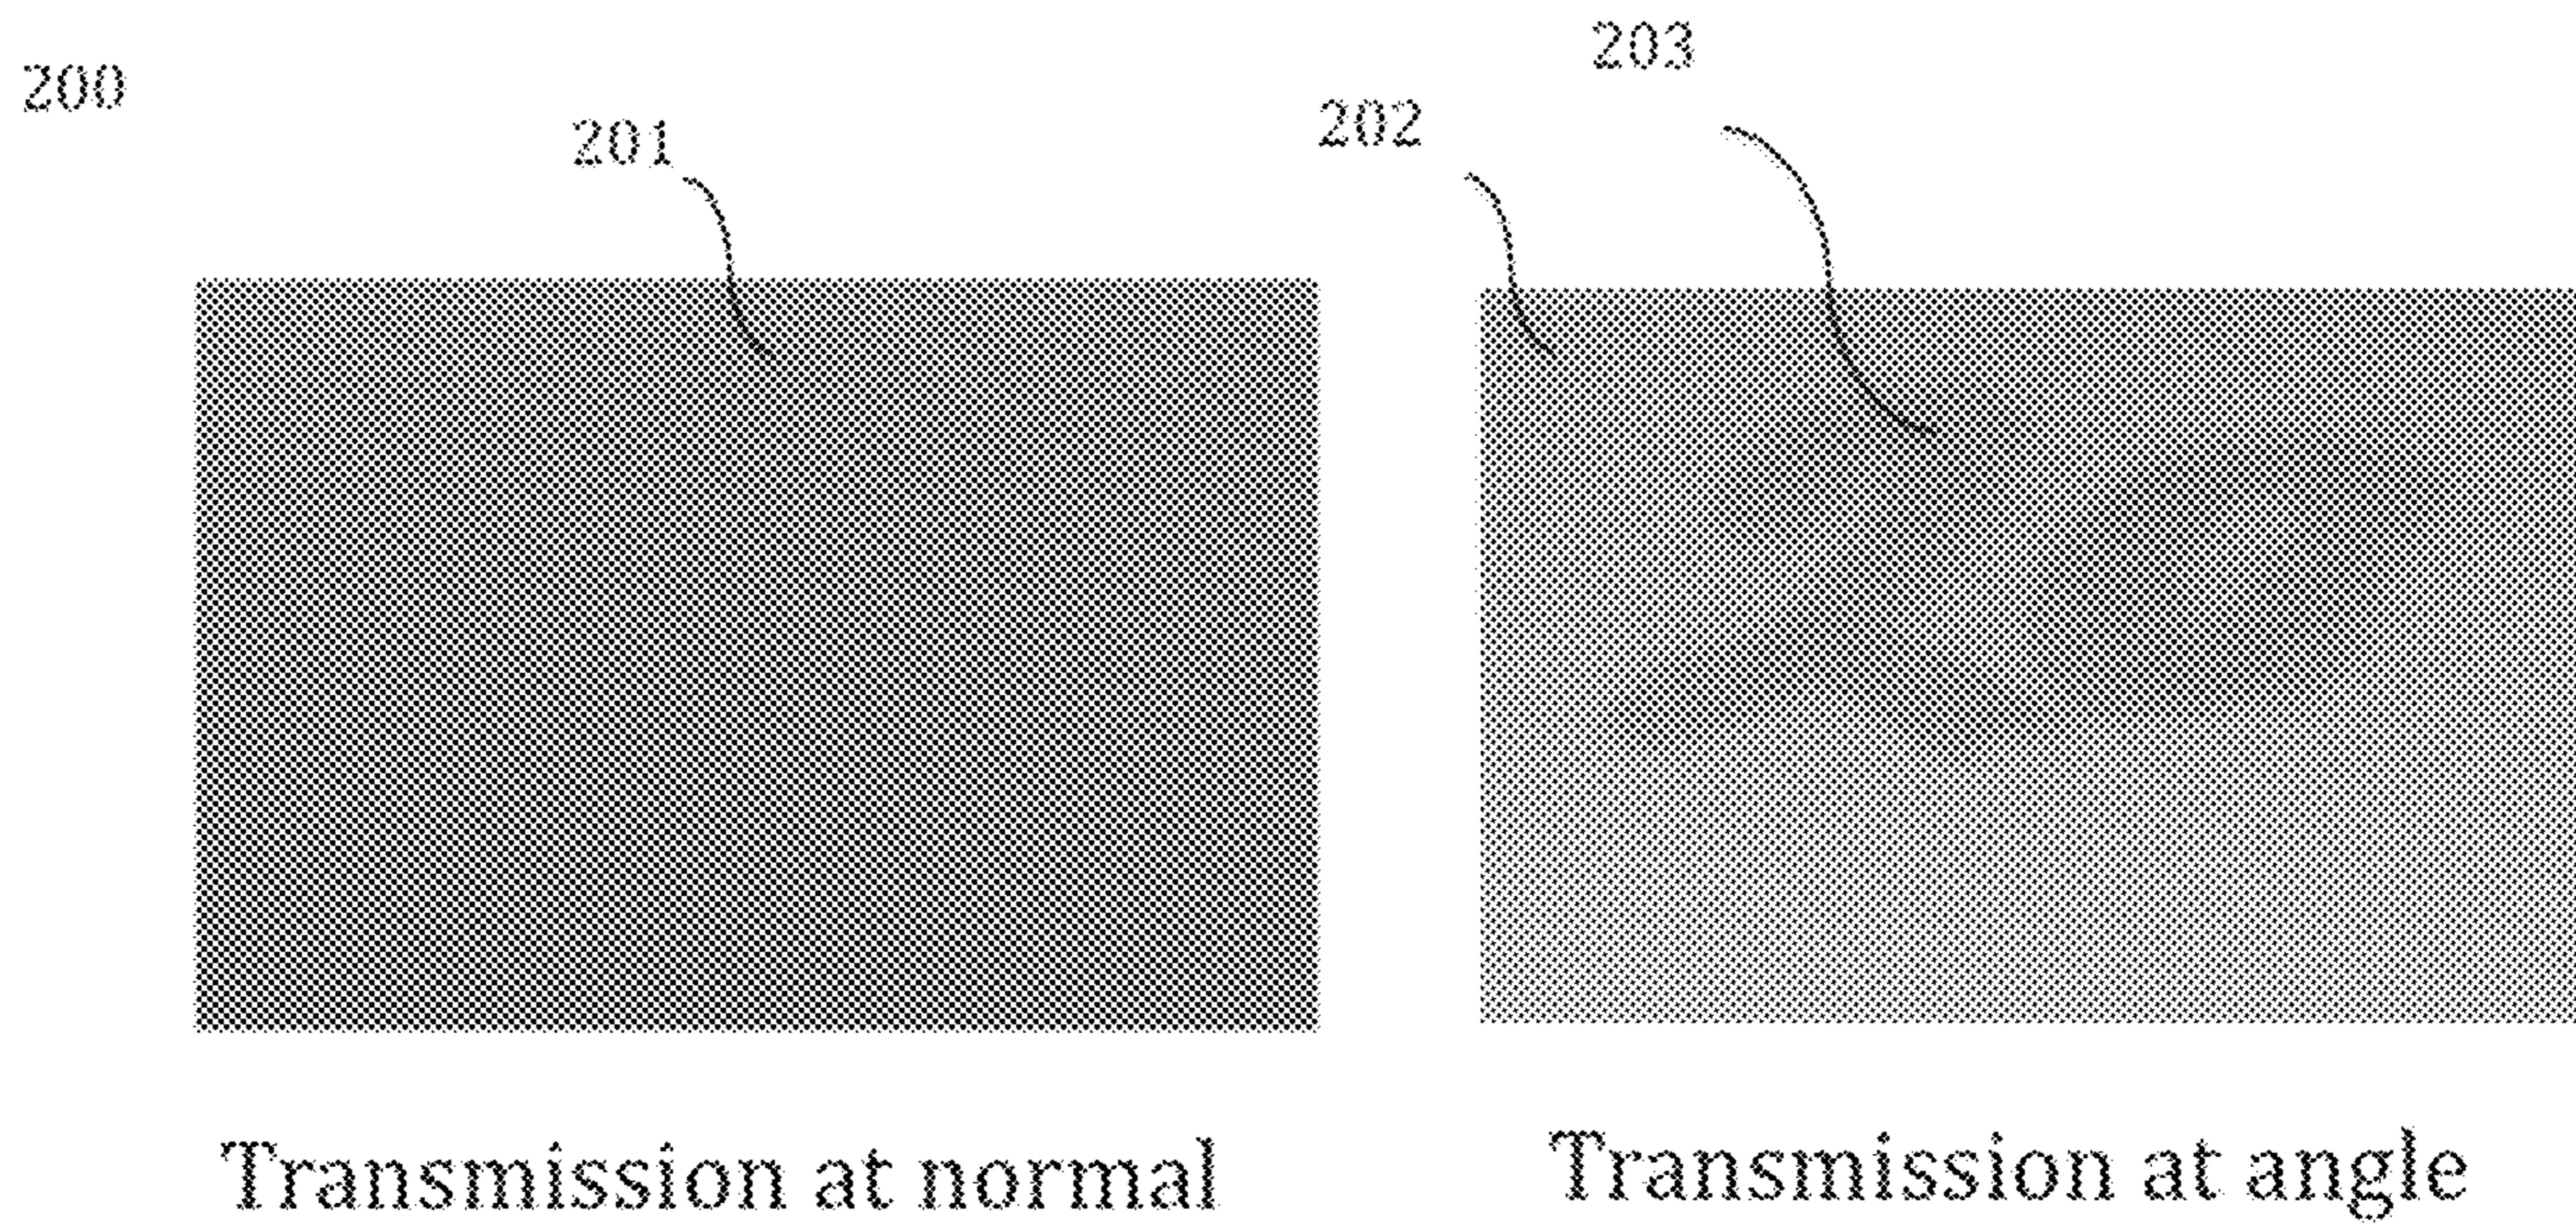 203
200
202
201
Transmission at normal
Transmission at angle